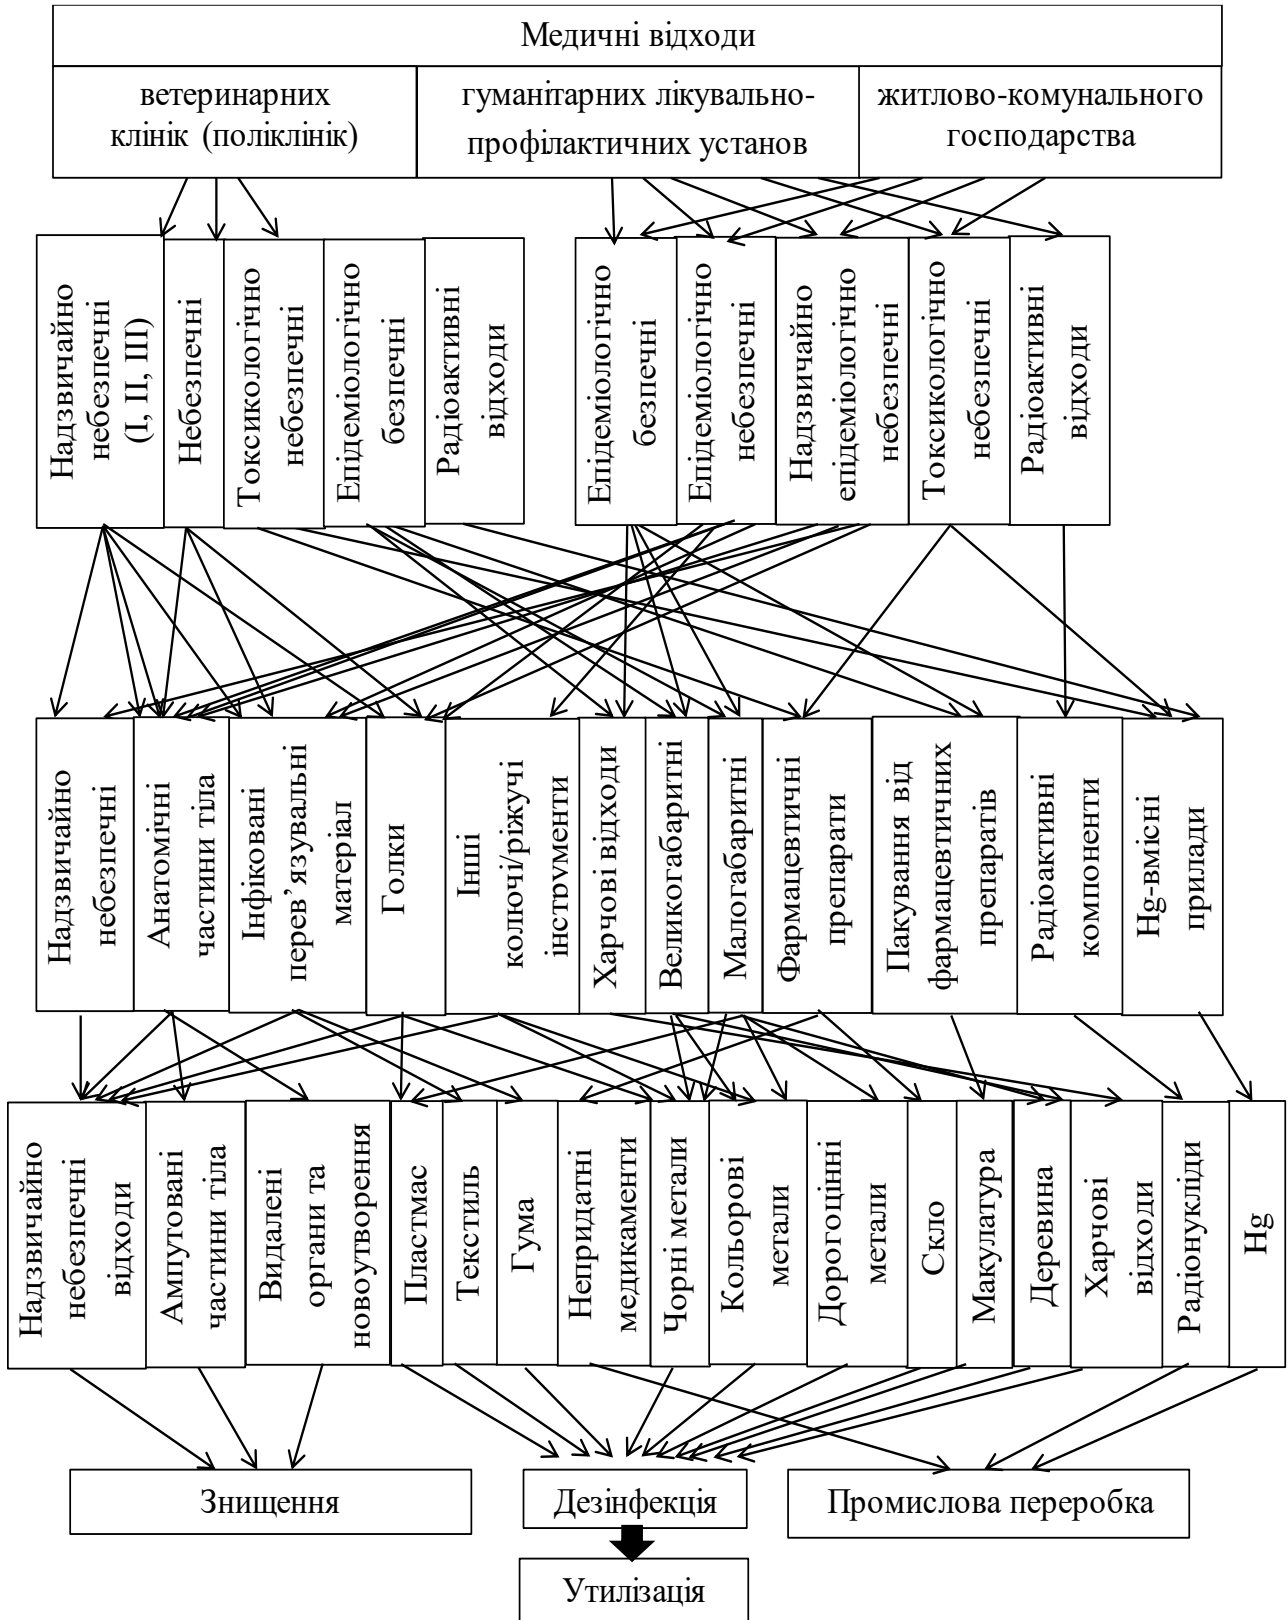 Медичні відходи
ветеринарних
клінік (поліклінік)
гуманітарних лікувально-
профілактичних установ
житлово-комунального
господарства
Надзвичайно
небезпечні
(I, II, III)
Небезпечні
Токсикологічно
небезпечні
Епідеміологічно
безпечні
Радіоактивні
відходи
Епідеміологічно
безпечні
Епідеміологічно
небезпечні
Надзвичайно
епідеміологічно
небезпечні
Токсикологічно
небезпечні
Радіоактивні
відходи
Надзвичайно
небезпечні
Анатомічні
частини тіла
Інфіковані
перев’язувальні
матеріал
Голки
Інші
колючі/ріжучі
інструменти
Харчові відходи
Великогабаритні
Малогабаритні
Фармацевтичні
препарати
Пакування від
фармацевтичних
препаратів
Радіоактивні
компоненти
Hg-вмісні
прилади
Надзвичайно
небезпечні
відходи
Ампутовані
частини тіла
Видалені
органи та
новоутворення
Пластмас
Текстиль
Гума
Непридатні
медикаменти
Чорні метали
Кольорові
метали
Дорогоцінні
метали
Скло
Макулатура
Деревина
Харчові
відходи
Радіонукліди
Hg
Знищення
Дезінфекція
Промислова переробка
Утилізація